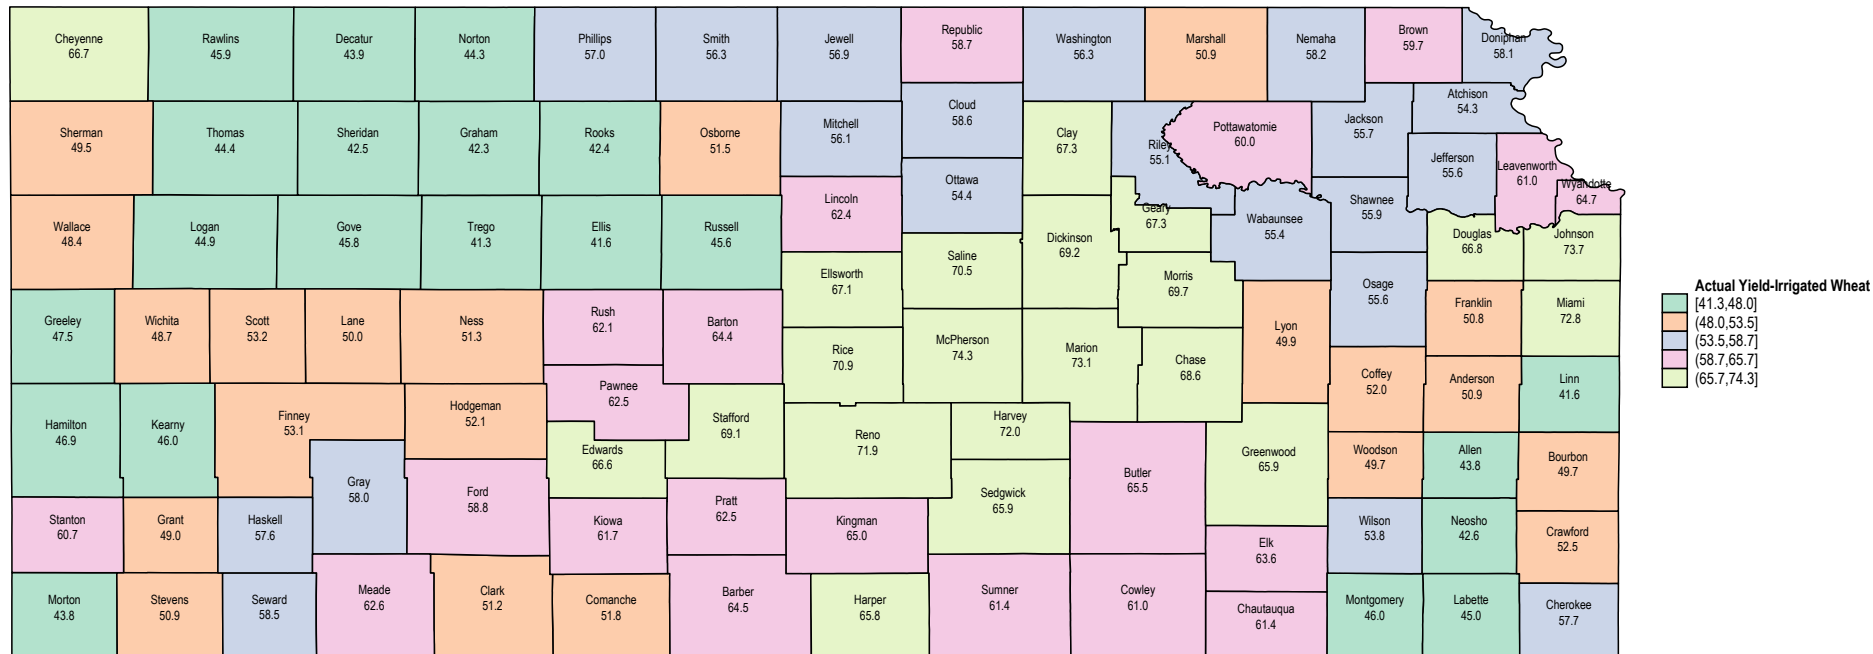 Cheyenne
66.7
Rawlins
45.9
Decatur
43.9
Norton
44.3
Phillips
57.0
Smith
56.3
Jewell
56.9
Republic
58.7
Washington
56.3
Marshall
50.9
Nemaha
58.2
Brown
59.7
Doniphan
58.1
Sherman
49.5
Thomas
44.4
Sheridan
42.5
Graham
42.3
Rooks
42.4
Osborne
51.5
Mitchell
56.1
Cloud
58.6
Clay
67.3
Riley
55.1
Pottawatomie
60.0
Jackson
55.7
Atchison
54.3
Jefferson
55.6
Leavenworth
61.0
Wyandotte
64.7
Wallace
48.4
Logan
44.9
Gove
45.8
Trego
41.3
Ellis
41.6
Russell
45.6
Lincoln
62.4
Ottawa
54.4
Saline
70.5
Dickinson
69.2
Geary
67.3
Wabaunsee
55.4
Shawnee
55.9
Douglas
66.8
Johnson
73.7
Ellsworth
67.1
Morris
69.7
Osage
55.6
Greeley
47.5
Wichita
48.7
Scott
53.2
Lane
50.0
Ness
51.3
Rush
62.1
Barton
64.4
Rice
70.9
McPherson
74.3
Marion
73.1
Chase
68.6
Lyon
49.9
Franklin
50.8
Miami
72.8
Hamilton
46.9
Kearny
46.0
Finney
53.1
Hodgeman
52.1
Pawnee
62.5
Stafford
69.1
Coffey
52.0
Anderson
50.9
Linn
41.6
Edwards
66.6
Reno
71.9
Harvey
72.0
Butler
65.5
Greenwood
65.9
Woodson
49.7
Allen
43.8
Bourbon
49.7
Gray
58.0
Ford
58.8
Pratt
62.5
Sedgwick
65.9
Stanton
60.7
Grant
49.0
Haskell
57.6
Kiowa
61.7
Kingman
65.0
Elk
63.6
Wilson
53.8
Neosho
42.6
Crawford
52.5
Morton
43.8
Stevens
50.9
Seward
58.5
Meade
62.6
Clark
51.2
Comanche
51.8
Barber
64.5
Harper
65.8
Sumner
61.4
Cowley
61.0
Chautauqua
61.4
Montgomery
46.0
Labette
45.0
Cherokee
57.7
Actual Yield-Irrigated Wheat
[41.3,48.0]
(48.0,53.5]
(53.5,58.7]
(58.7,65.7]
(65.7,74.3]